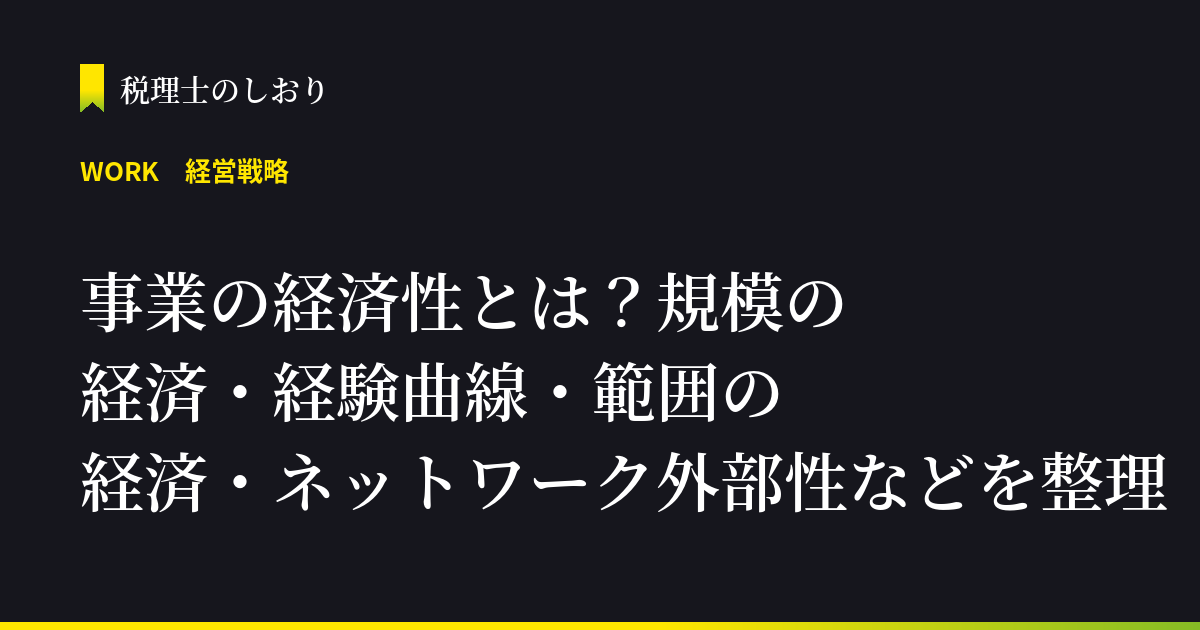 税理士のしおり
WORK 経営戦略
事業の経済性とは？規模の
経済・経験曲線・範囲の
経済・ネットワーク外部性などを整理